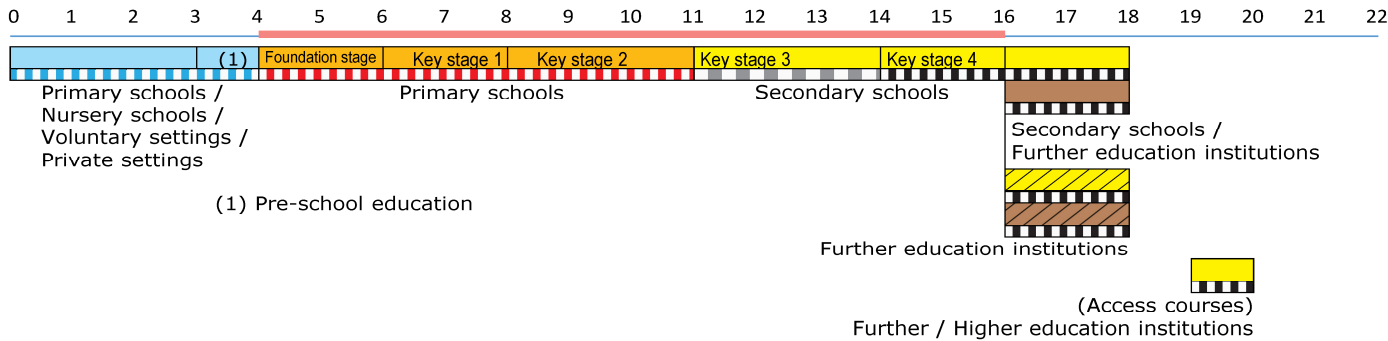 0 1 2 3 4 5 6 7 8 9 10 11 12 13 14 15 16 17 18 19 20 21 22
(1) Foundation stage Key stage 1 Key stage 2 Key stage 3 Key stage 4
Primary schools / Primary schools Secondary schools
Nursery schools /
Voluntary settings /
Private settings
Secondary schools /
Further education institutions
(1) Pre-school education
Further education institutions
(Access courses)
Further / Higher education institutions